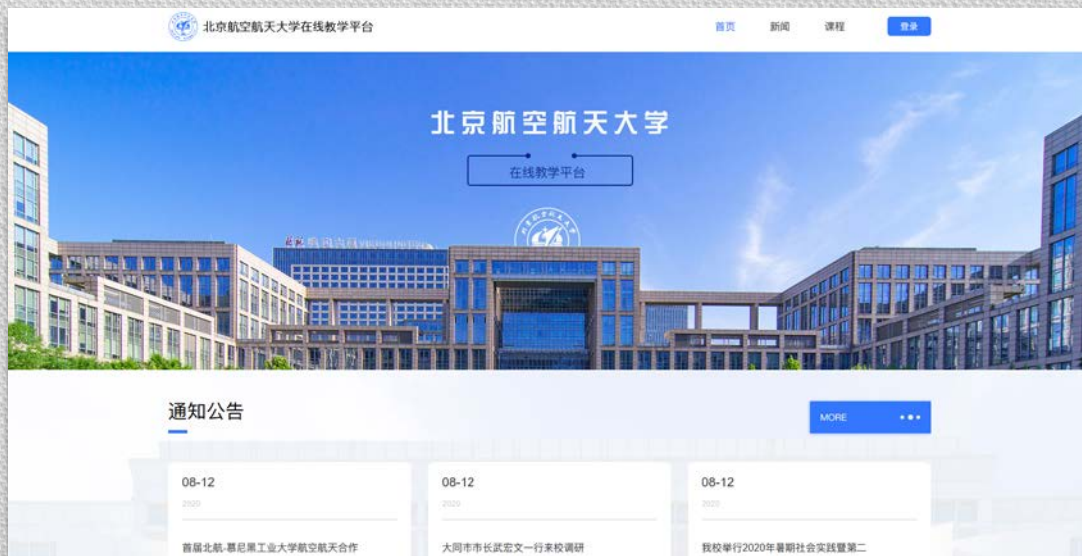 北京航空航天大学在线教学平台
首页 新闻 课程 登录
北京航空航天大学
在线教学平台
通知公告
MORE
08-12 08-12 08-12
2020 2020 2020
首届北航-慕尼黑工业大学航空航天合作 大同市市长武宏文一行来校调研 我校举行2020年暑期社会实践暨第二